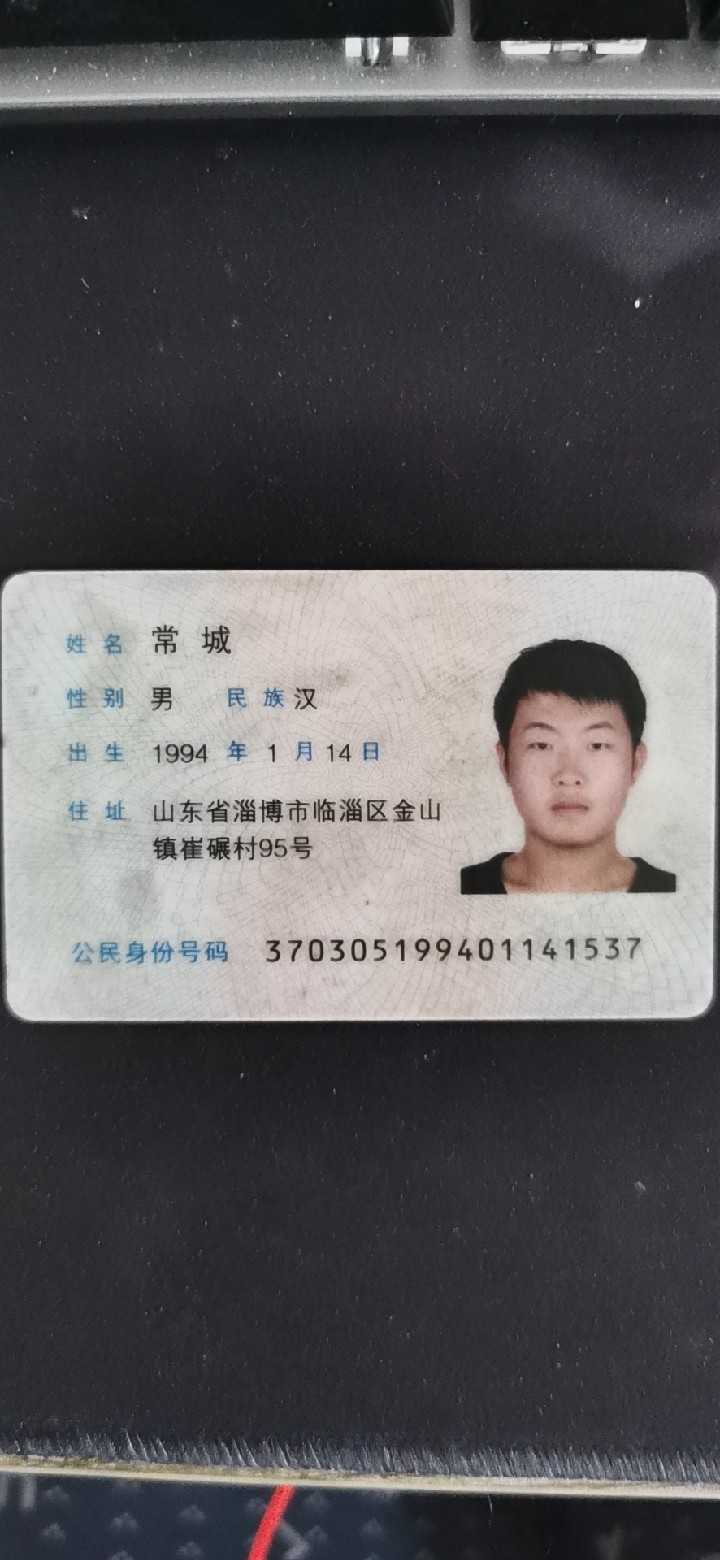 姓名 常城
性别 男 民族 汉
出生 1994 年 1 月 14 日
住址 山东省淄博市临淄区金山
镇崔碾村95号
公民身份号码 370305199401141537